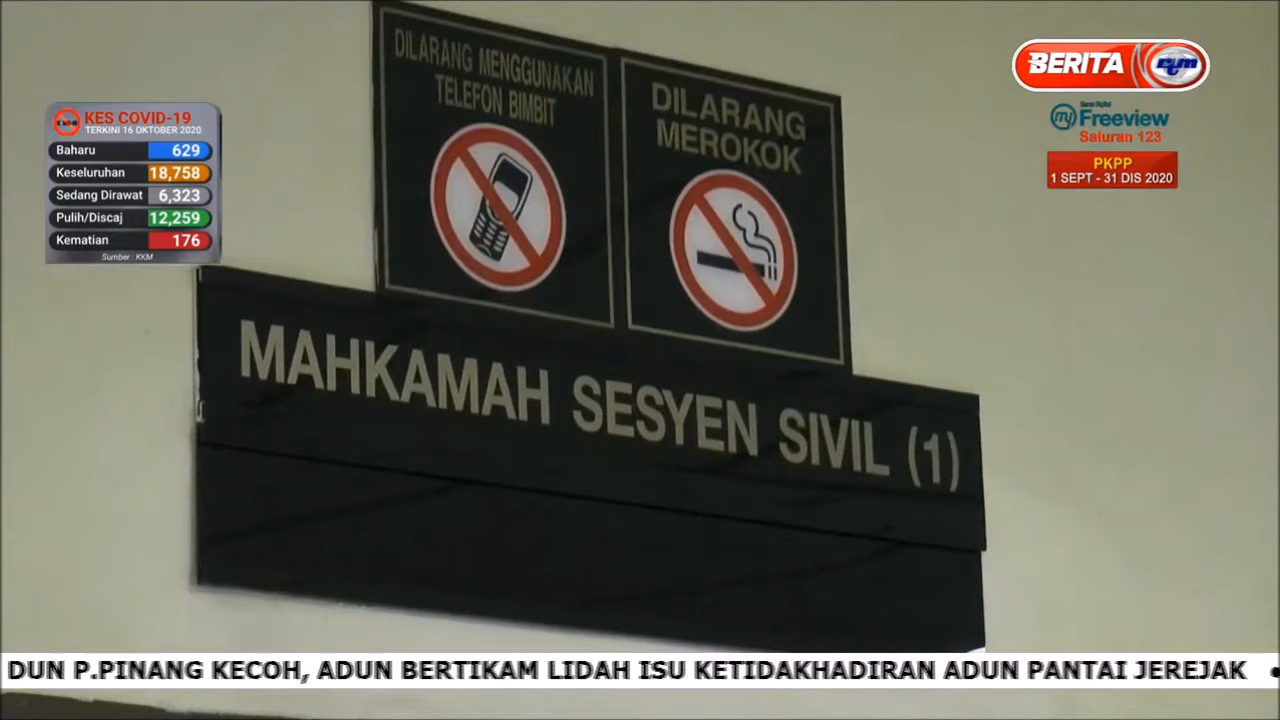 DILARANG MENGGUNAKAN
TELEFON BIMBIT
DILARANG
MEROKOK
MAHKAMAH SESYEN SIVIL (1)
KES COVID-19
TERKINI 16 OKTOBER 2020
Baharu 629
Keseluruhan 18,758
Sedang Dirawat 6,323
Pulih/Discaj 12,259
Kematian 176
Sumber : KKM
BERITA RTM
my Freeview
Saluran 123
PKPP
1 SEPT - 31 DIS 2020
DUN P.PINANG KECOH, ADUN BERTIKAM LIDAH ISU KETIDAKHADIRAN ADUN PANTAI JEREJAK •